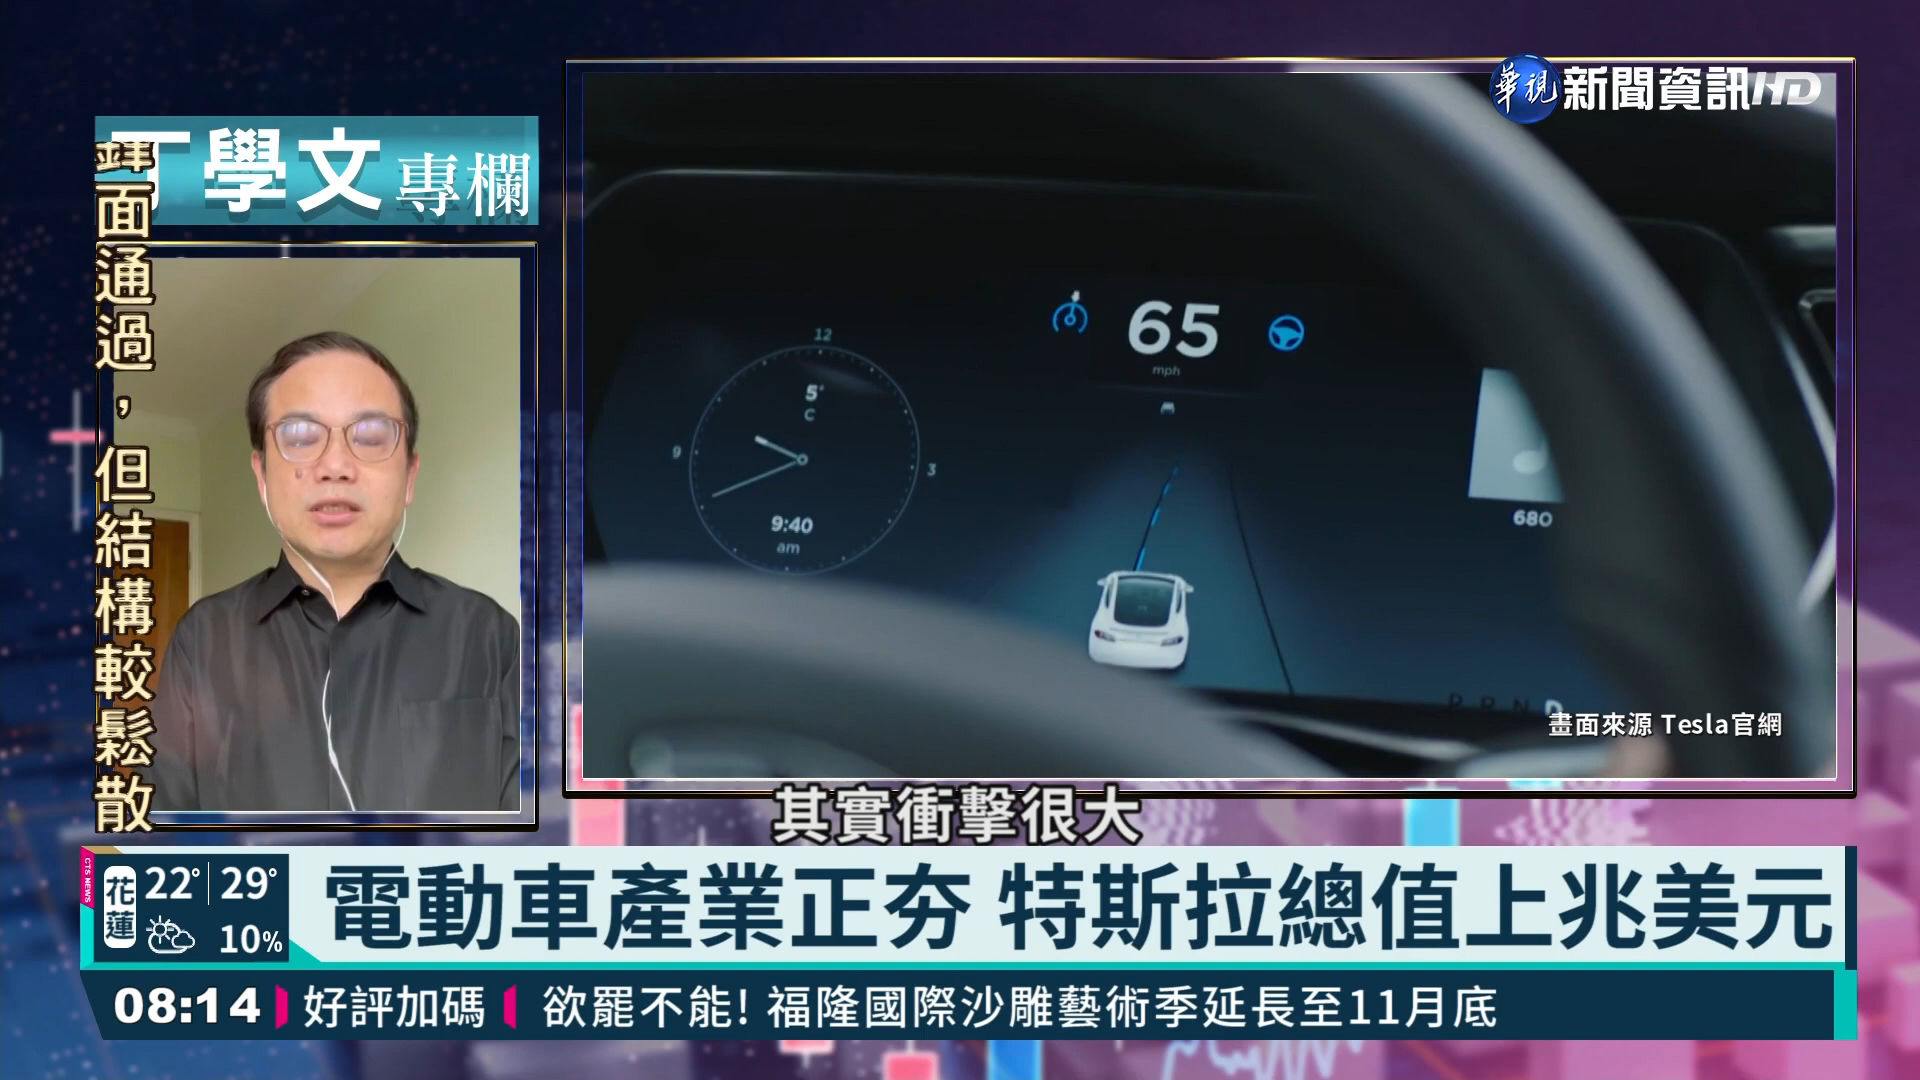 華視 新聞資訊HD
丁學文 專欄
面通過，但結構較鬆散
12
5°
C
9
3
9:40
am
65
mph
680
P R N D
畫面來源 Tesla官網
其實衝擊很大
CTS NEWS
花蓮
22° 29°
10%
電動車產業正夯 特斯拉總值上兆美元
08:14 好評加碼 欲罷不能! 福隆國際沙雕藝術季延長至11月底